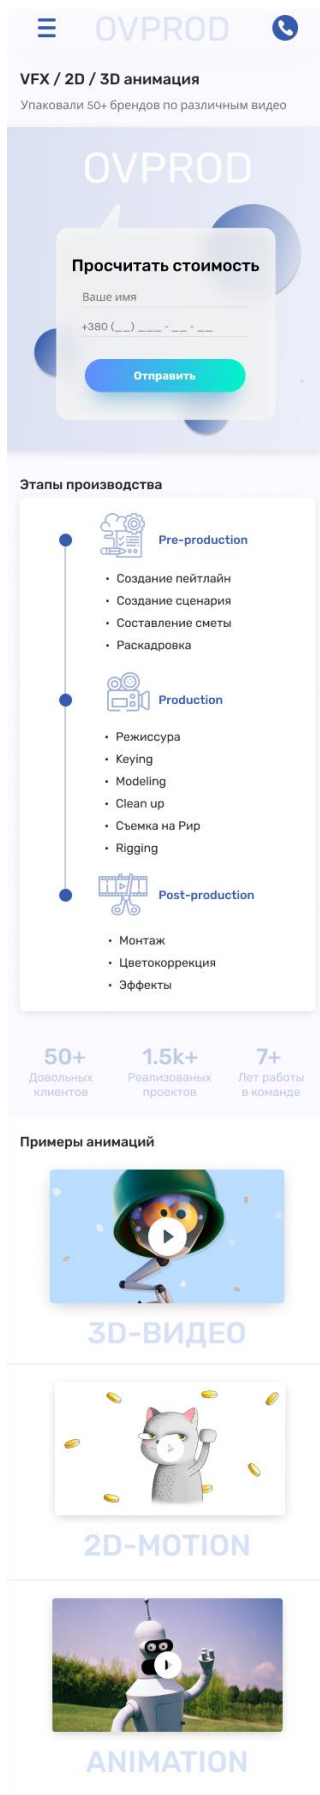 OVPROD
VFX / 2D / 3D анимация
Упаковали 50+ брендов по различным видео
OVPROD
Просчитать стоимость
Ваше имя
+380 (__) ___ - __ - __
Отправить
Этапы производства
Pre-production
• Создание пейтлайн
• Создание сценария
• Составление сметы
• Раскадровка
Production
• Режиссура
• Keying
• Modeling
• Clean up
• Съемка на Рир
• Rigging
Post-production
• Монтаж
• Цветокоррекция
• Эффекты
50+ 1.5k+ 7+
Довольных Реализованых Лет работы
клиентов проектов в команде
Примеры анимаций
3D-ВИДЕО
2D-MOTION
ANIMATION